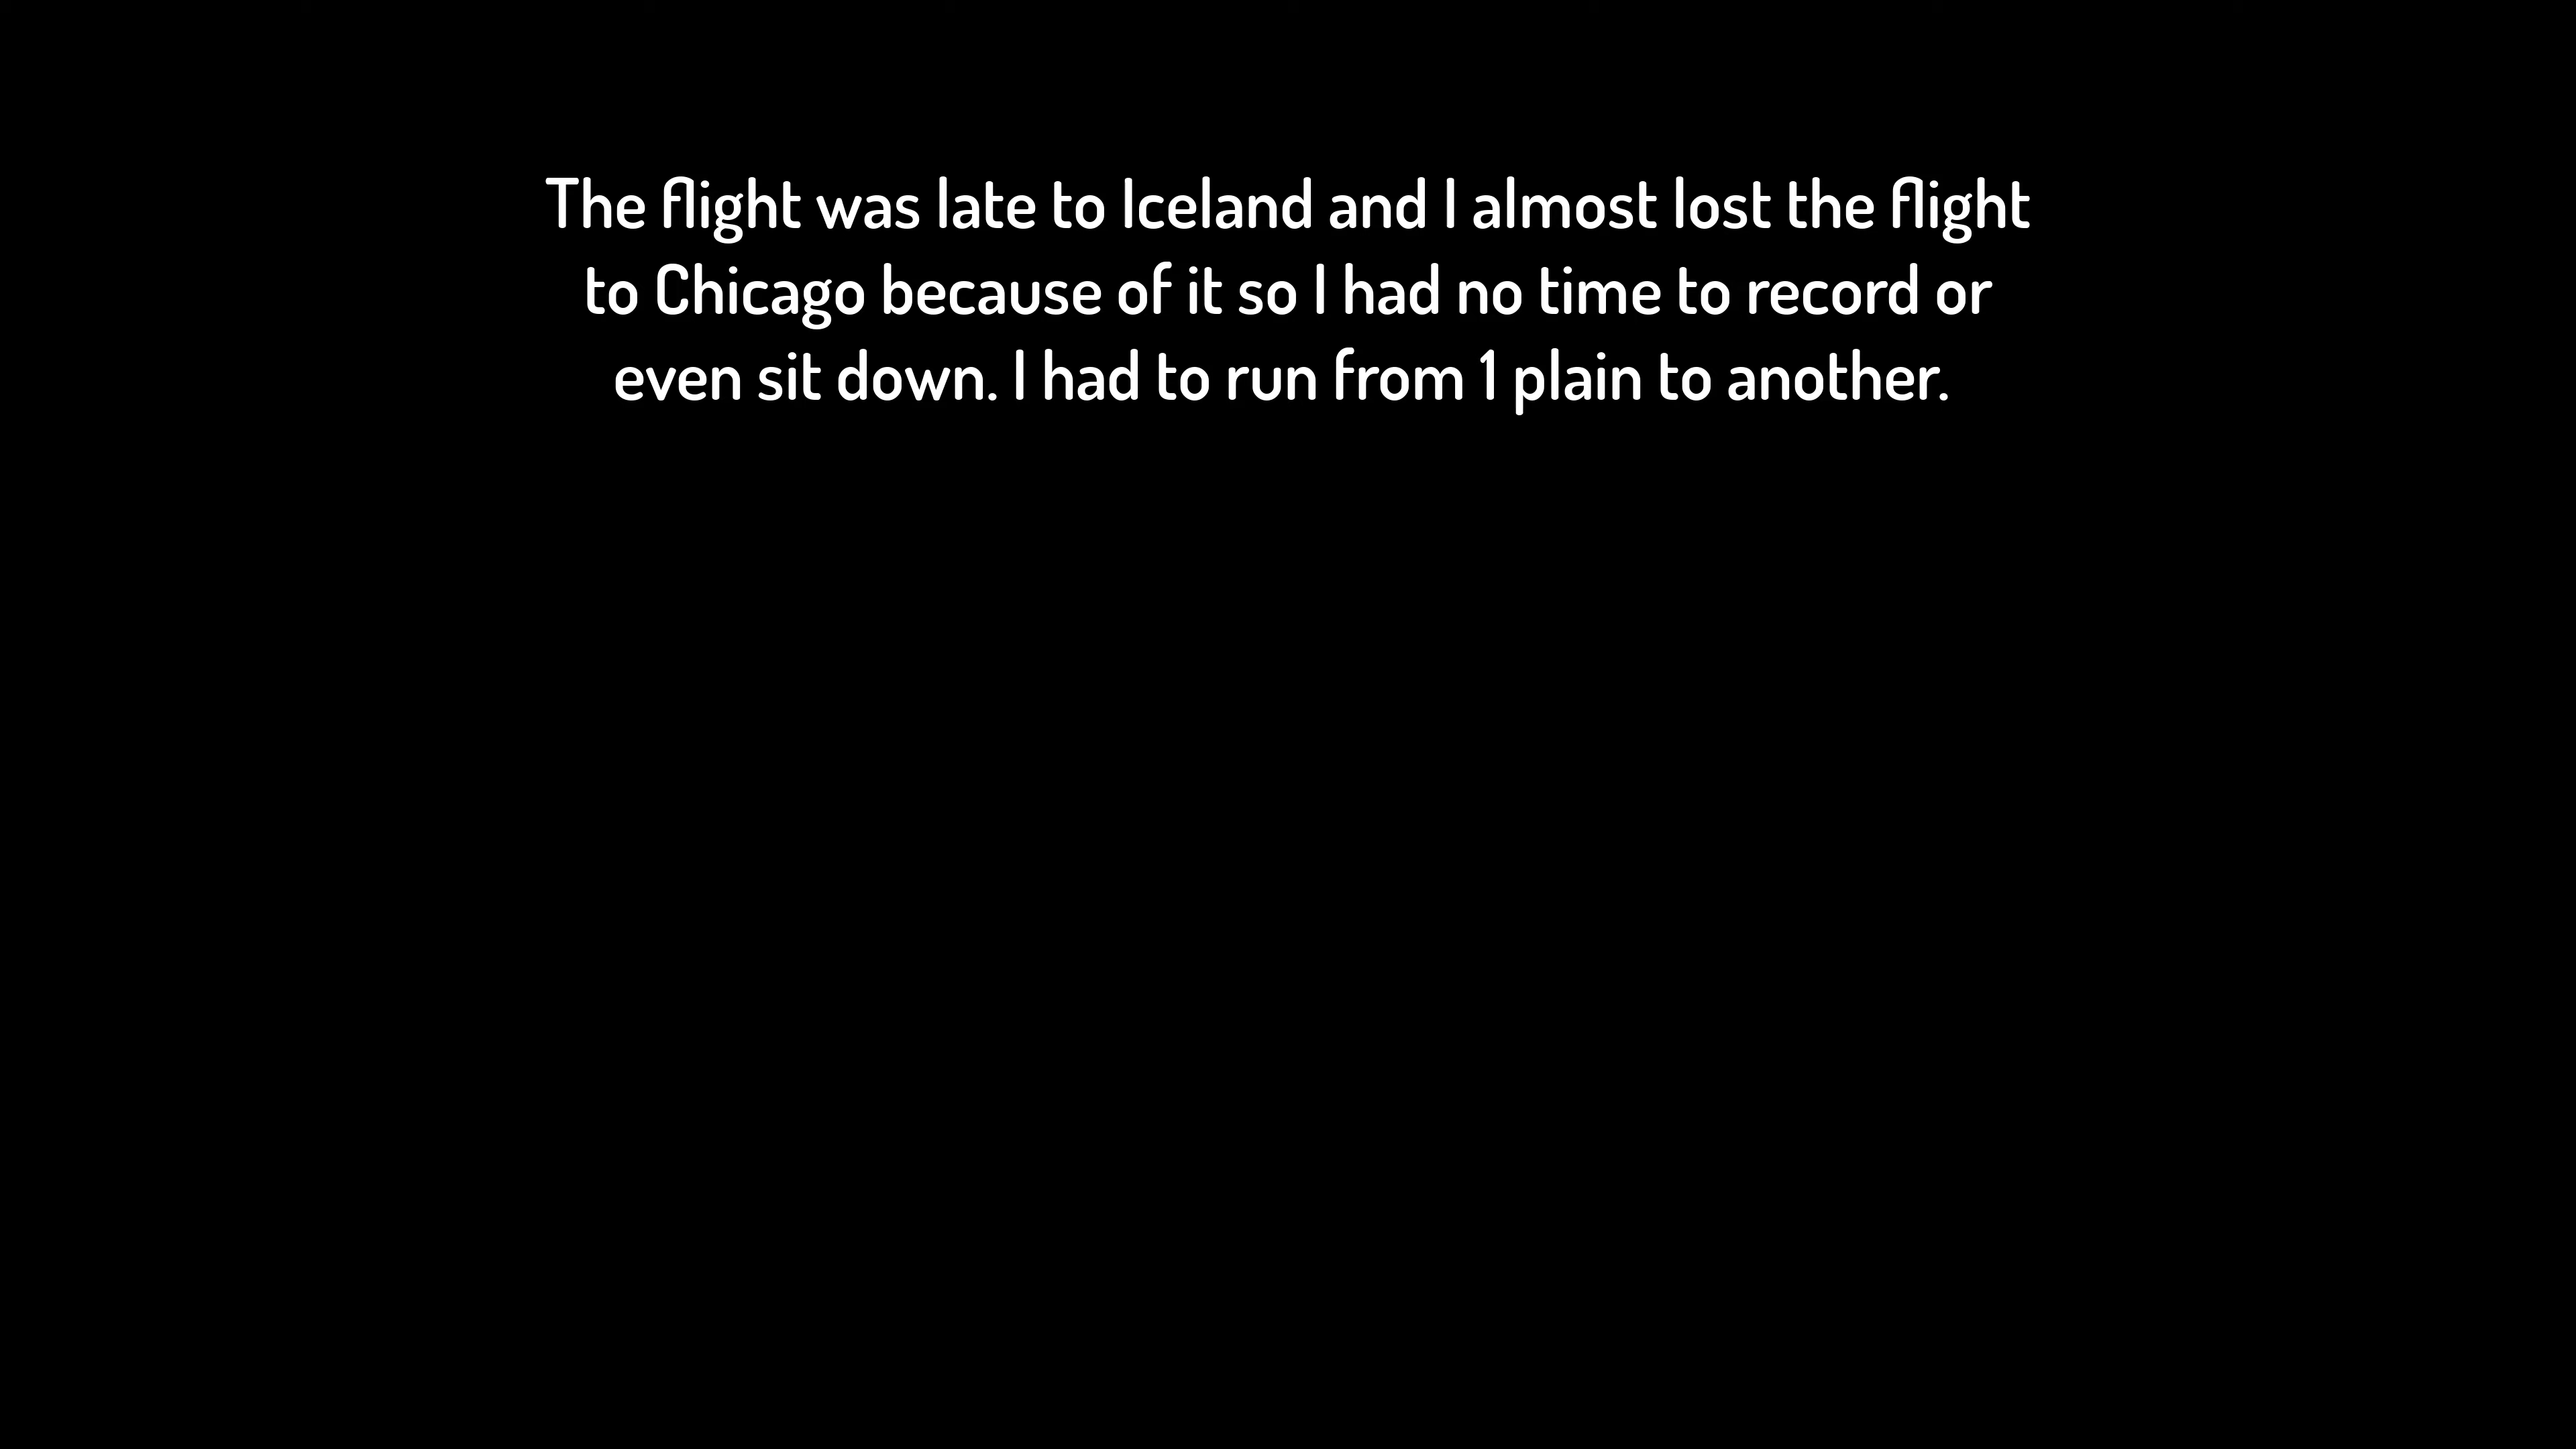 The flight was late to Iceland and I almost lost the flight
to Chicago because of it so I had no time to record or
even sit down. I had to run from 1 plain to another.